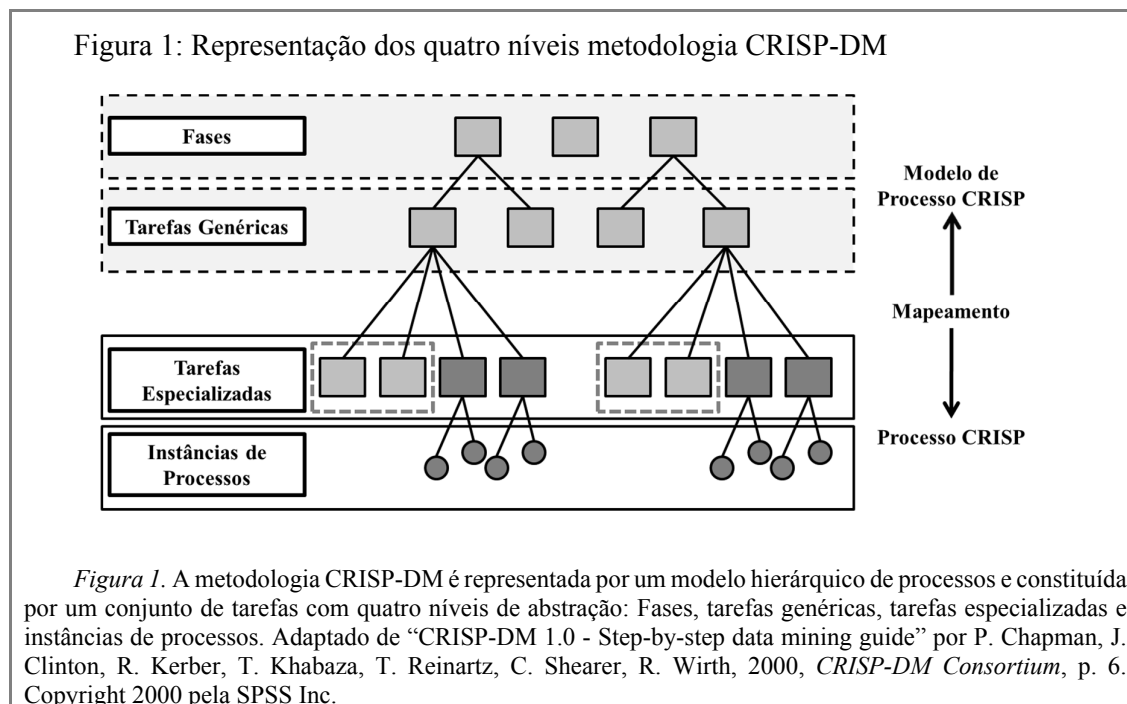 Figura 1: Representação dos quatro níveis metodologia CRISP-DM
Fases
Modelo de
Processo CRISP
Tarefas Genéricas
Mapeamento
Tarefas
Especializadas
Processo CRISP
Instâncias de
Processos
Figura 1. A metodologia CRISP-DM é representada por um modelo hierárquico de processos e constituída
por um conjunto de tarefas com quatro níveis de abstração: Fases, tarefas genéricas, tarefas especializadas e
instâncias de processos. Adaptado de “CRISP-DM 1.0 - Step-by-step data mining guide” por P. Chapman, J.
Clinton, R. Kerber, T. Khabaza, T. Reinartz, C. Shearer, R. Wirth, 2000, CRISP-DM Consortium, p. 6.
Copyright 2000 pela SPSS Inc.